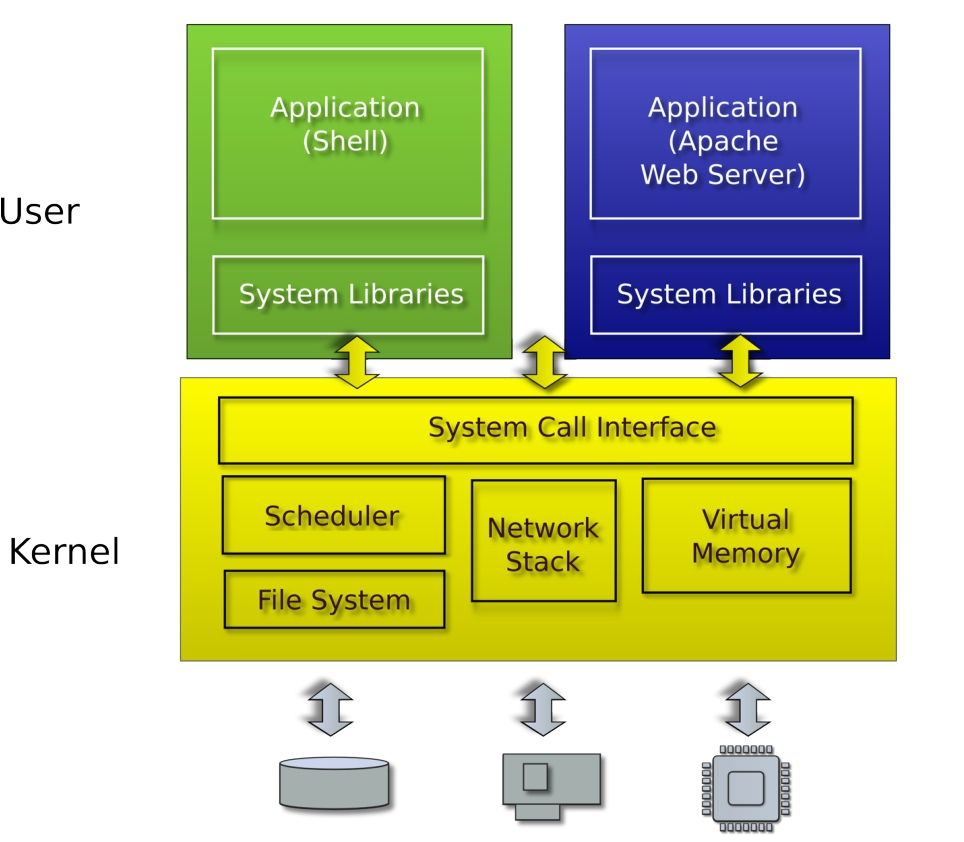 Application
(Shell)
System Libraries
Application
(Apache
Web Server)
System Libraries
User
System Call Interface
Scheduler
File System
Network
Stack
Virtual
Memory
Kernel